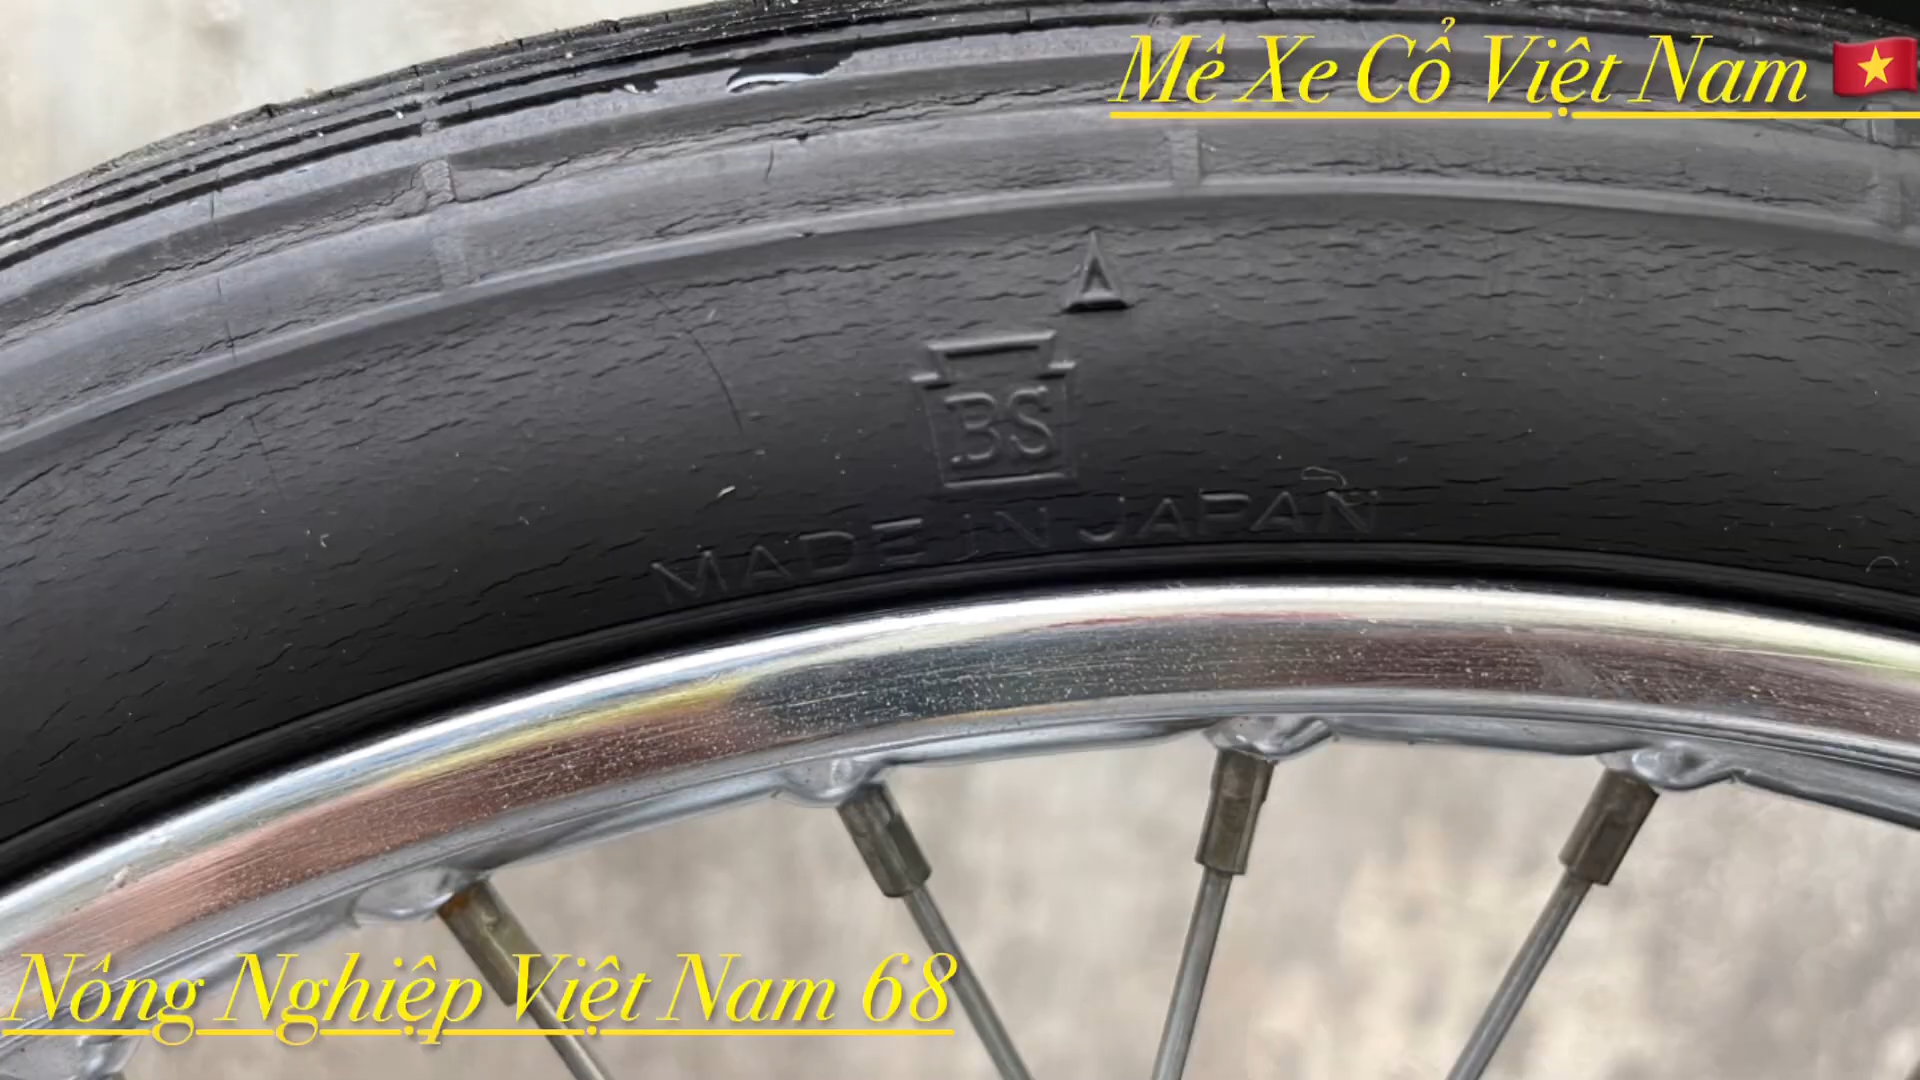 Mê Xe Cổ Việt Nam 🇻🇳
BS
MADE IN JAPAN
Nông Nghiệp Việt Nam 68